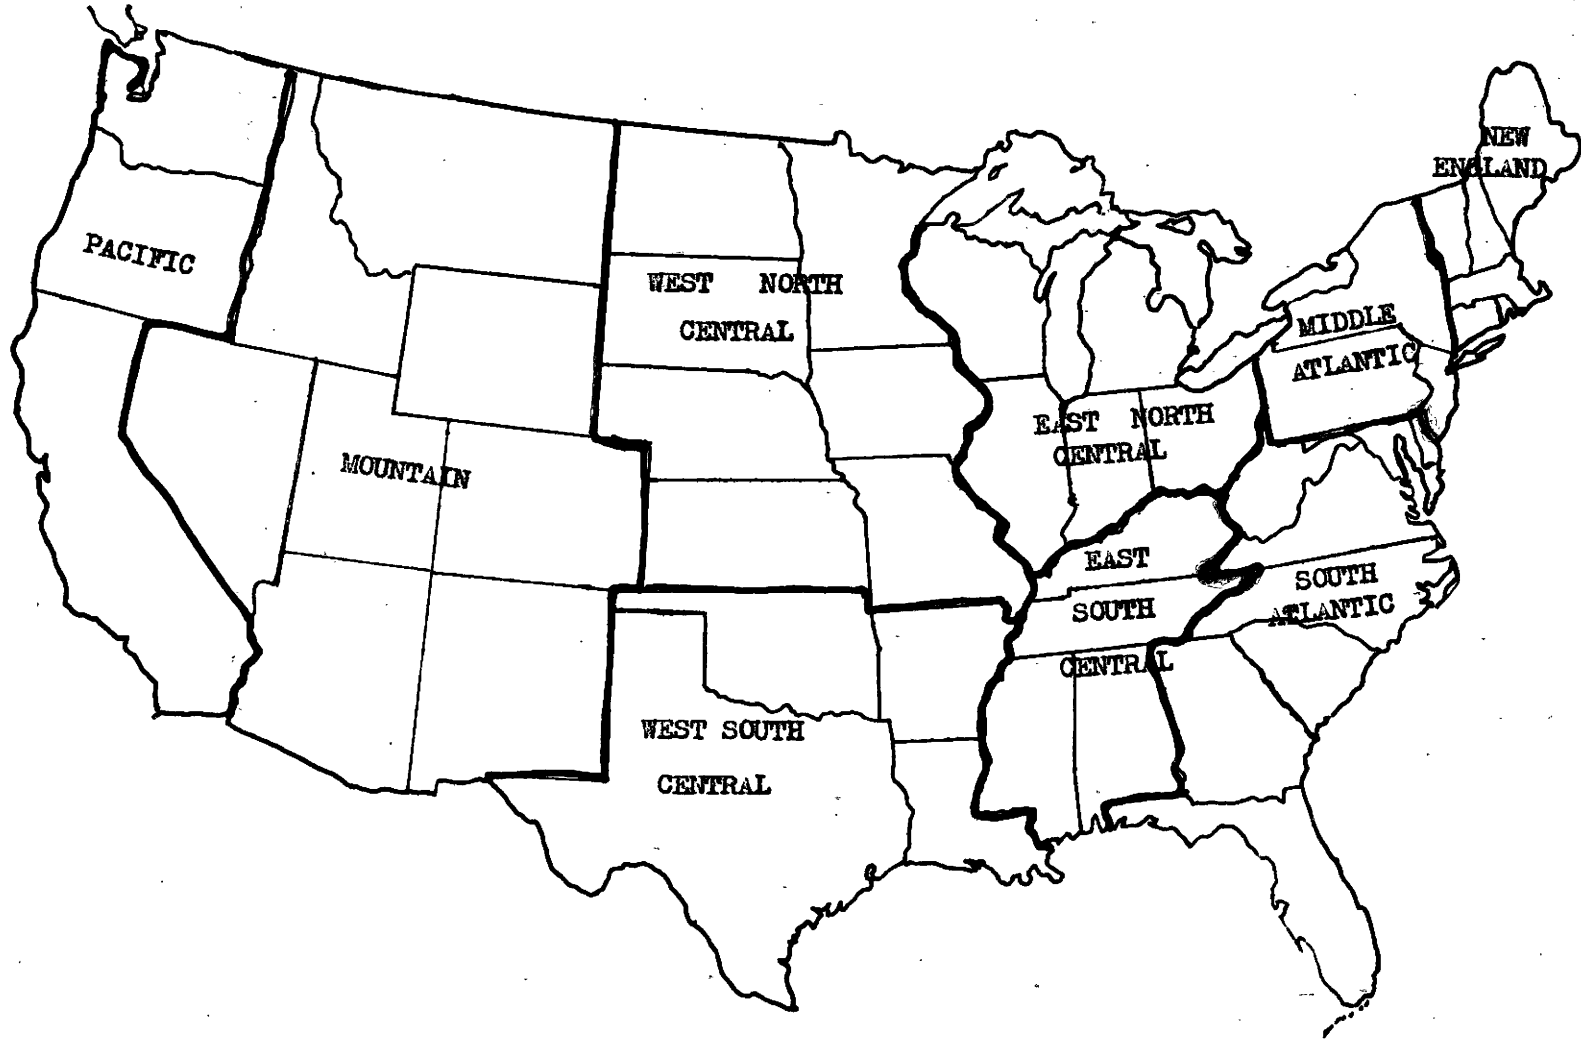 NEW
ENGLAND
PACIFIC
WEST NORTH
CENTRAL
MIDDLE
ATLANTIC
EAST NORTH
CENTRAL
MOUNTAIN
EAST
SOUTH
CENTRAL
SOUTH
ATLANTIC
WEST SOUTH
CENTRAL